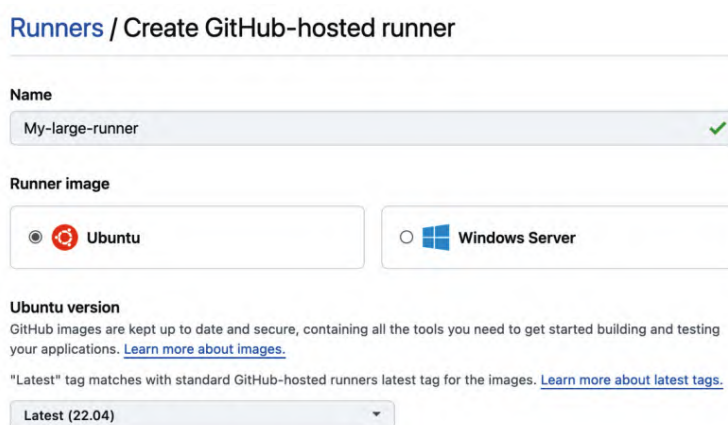 Runners / Create GitHub-hosted runner
Name
My-large-runner
Runner image
Ubuntu
Windows Server
Ubuntu version
GitHub images are kept up to date and secure, containing all the tools you need to get started building and testing
your applications. Learn more about images.
"Latest" tag matches with standard GitHub-hosted runners latest tag for the images. Learn more about latest tags.
Latest (22.04)